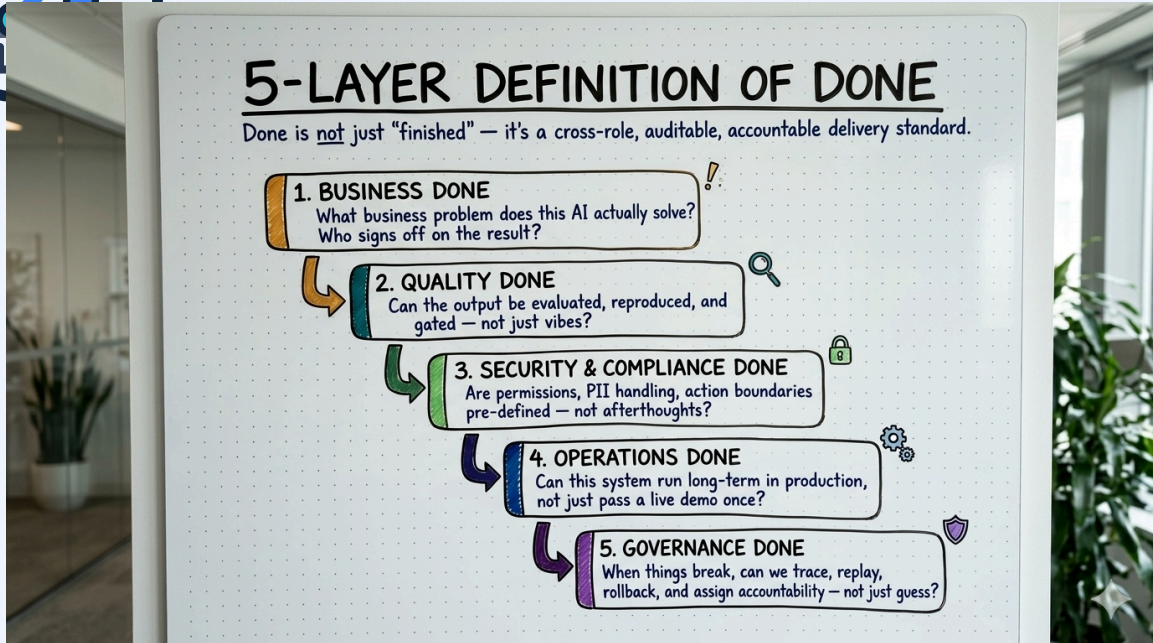 5-LAYER DEFINITION OF DONE
Done is not just “finished” — it's a cross-role, auditable, accountable delivery standard.
1. BUSINESS DONE
What business problem does this AI actually solve?
Who signs off on the result?
2. QUALITY DONE
Can the output be evaluated, reproduced, and
gated — not just vibes?
3. SECURITY & COMPLIANCE DONE
Are permissions, PII handling, action boundaries
pre-defined — not afterthoughts?
4. OPERATIONS DONE
Can this system run long-term in production,
not just pass a live demo once?
5. GOVERNANCE DONE
When things break, can we trace, replay,
rollback, and assign accountability — not just guess?